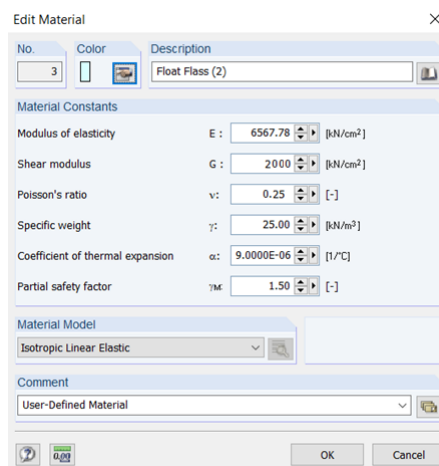 Edit Material
No. Color Description
3 Float Flass (2)
Material Constants
Modulus of elasticity E : 6567.78 [kN/cm²]
Shear modulus G : 2000 [kN/cm²]
Poisson's ratio ν: 0.25 [-]
Specific weight γ: 25.00 [kN/m³]
Coefficient of thermal expansion α: 9.0000E-06 [1/°C]
Partial safety factor γM: 1.50 [-]
Material Model
Isotropic Linear Elastic
Comment
User-Defined Material
0.00 OK Cancel